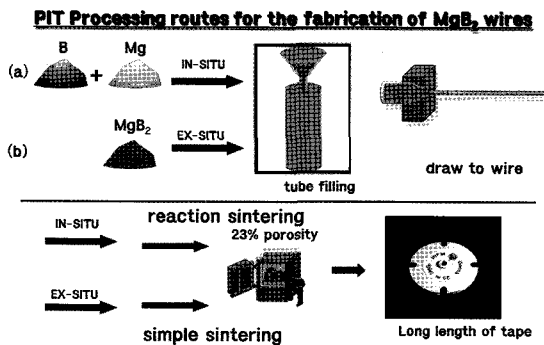 PIT Processing routes for the fabrication of MgB₂ wires
B Mg
(a) + IN-SITU
MgB₂
(b) EX-SITU
tube filling
draw to wire
IN-SITU reaction sintering
23% porosity
EX-SITU
simple sintering
Long length of tape